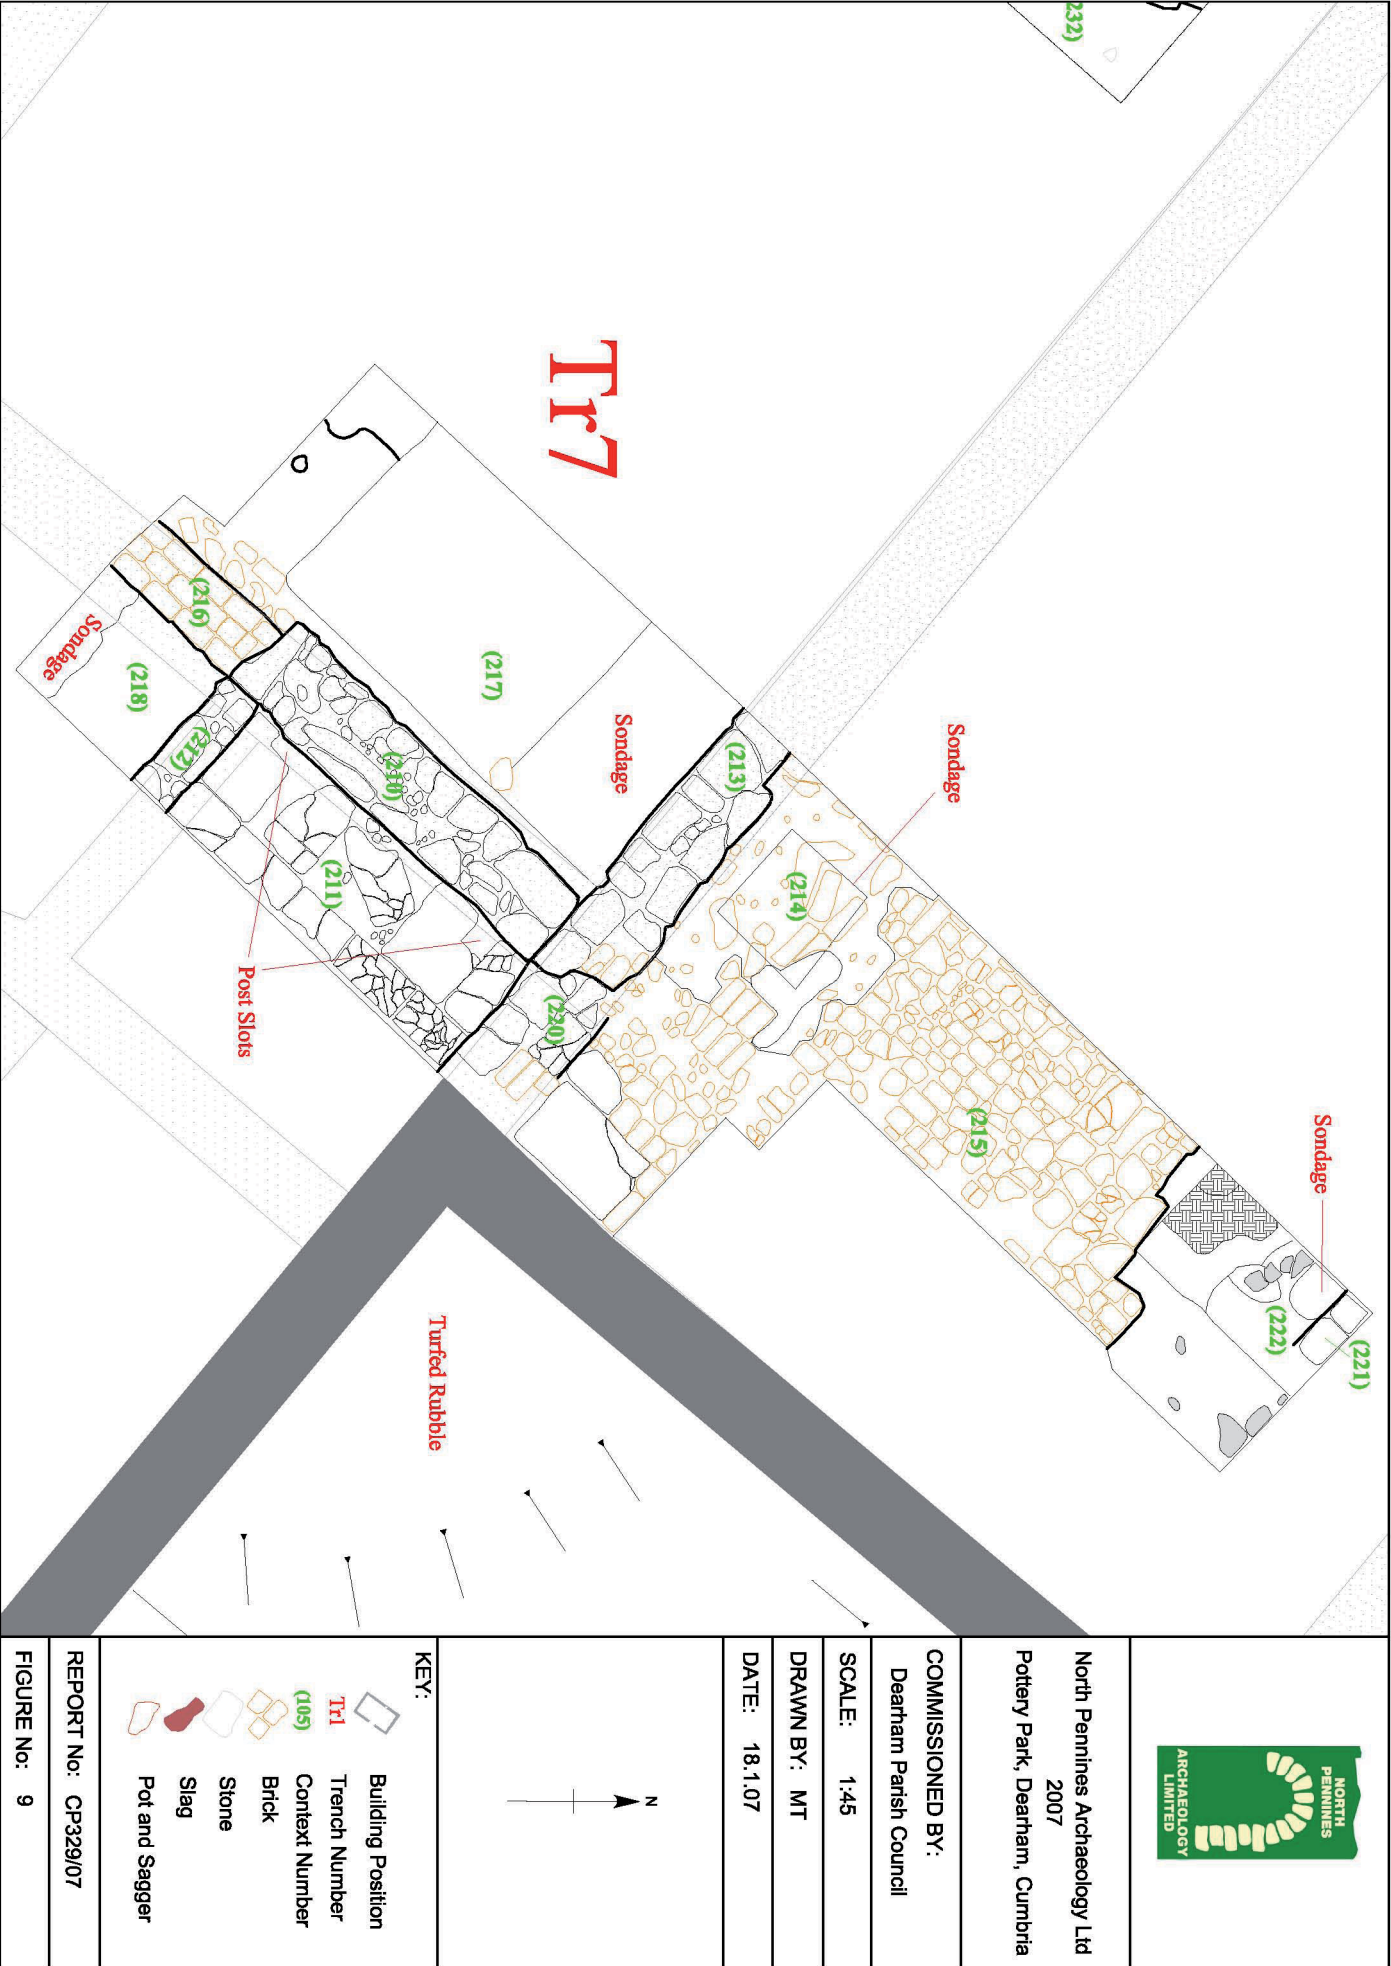 (232)
Tr7
Sondage
Sondage
Sondage
(221)
(222)
(213)
(214)
(215)
(217)
(210)
(220)
(216)
(218)
(212)
(211)
Sondage
Post Slots
Turfed Rubble
NORTH
PENNINES
ARCHAEOLOGY
LIMITED
North Pennines Archaeology Ltd
2007
Pottery Park, Dearham, Cumbria
COMMISSIONED BY:
Dearham Parish Council
SCALE: 1:45
DRAWN BY: MT
DATE: 18.1.07
N
KEY:
Building Position
Tr1 Trench Number
(105) Context Number
Brick
Stone
Slag
Pot and Sagger
REPORT No: CP329/07
FIGURE No: 9